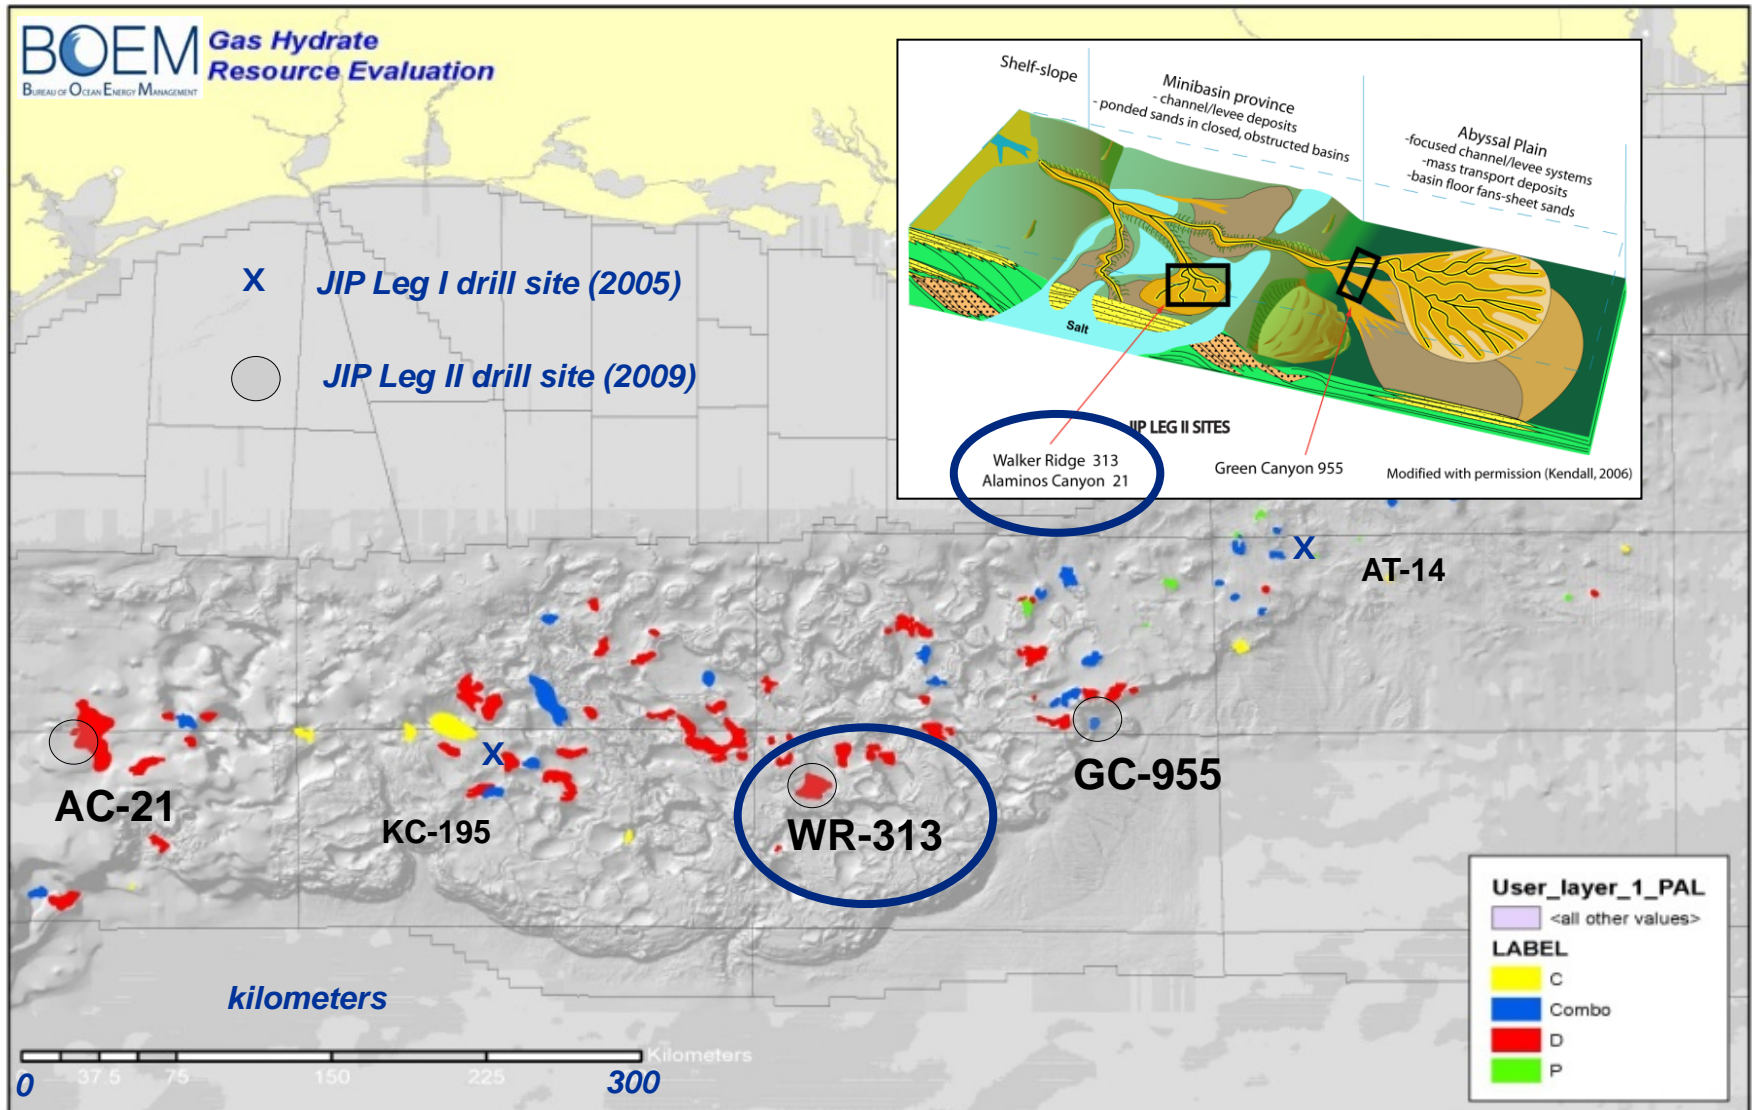 BOEM
BUREAU OF OCEAN ENERGY MANAGEMENT
Gas Hydrate
Resource Evaluation
Shelf-slope
Minibasin province
- channel/levee deposits
- ponded sands in closed, obstructed basins
Abyssal Plain
-focused channel/levee systems
-mass transport deposits
-basin floor fans-sheet sands
Salt
JIP LEG II SITES
Walker Ridge 313
Alaminos Canyon 21
Green Canyon 955
Modified with permission (Kendall, 2006)
X JIP Leg I drill site (2005)
JIP Leg II drill site (2009)
X
AT-14
X
AC-21
KC-195
WR-313
GC-955
User_layer_1_PAL
<all other values>
LABEL
C
Combo
D
P
kilometers
Kilometers
0 37.5 75 150 225 300
0 300